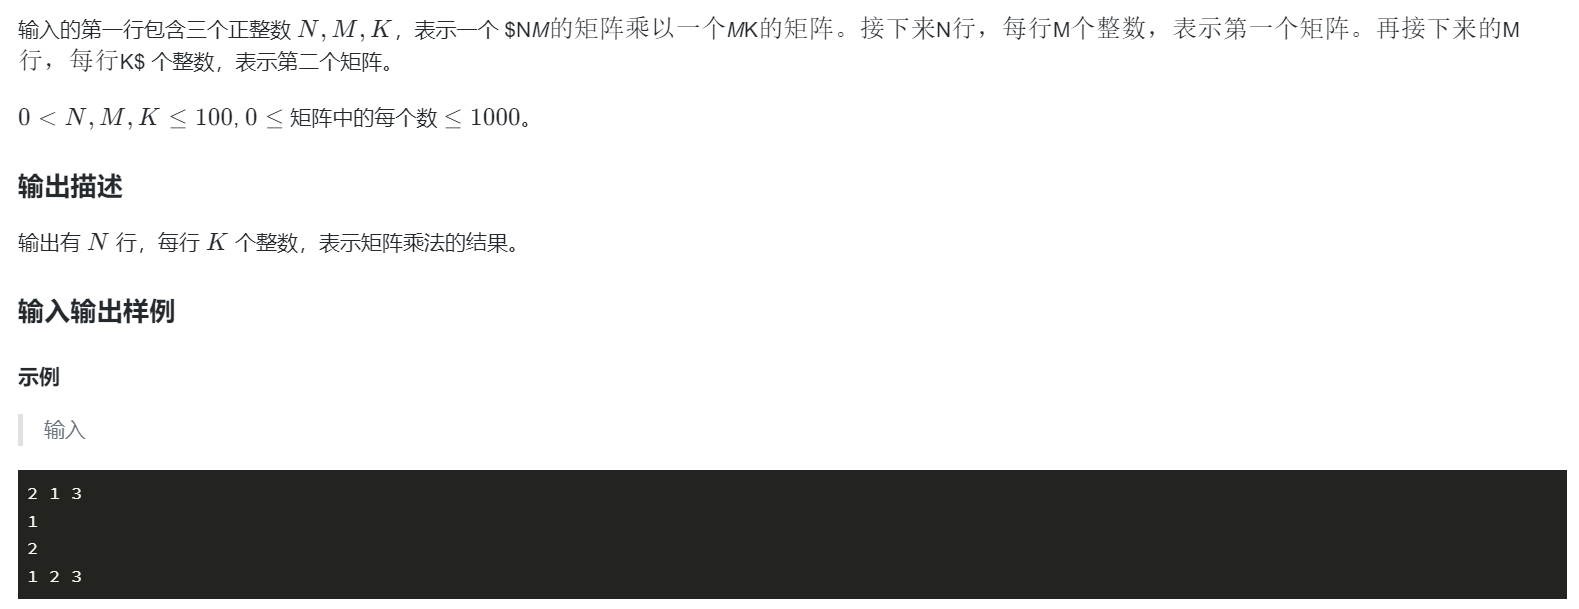 输入的第一行包含三个正整数 N, M, K，表示一个 $NM的矩阵乘以一个MK的矩阵。接下来N行，每行M个整数，表示第一个矩阵。再接下来的M
行，每行K$ 个整数，表示第二个矩阵。
0 < N, M, K ≤ 100, 0 ≤ 矩阵中的每个数 ≤ 1000。
输出描述
输出有 N 行，每行 K 个整数，表示矩阵乘法的结果。
输入输出样例
示例
输入
2 1 3
1
2
1 2 3